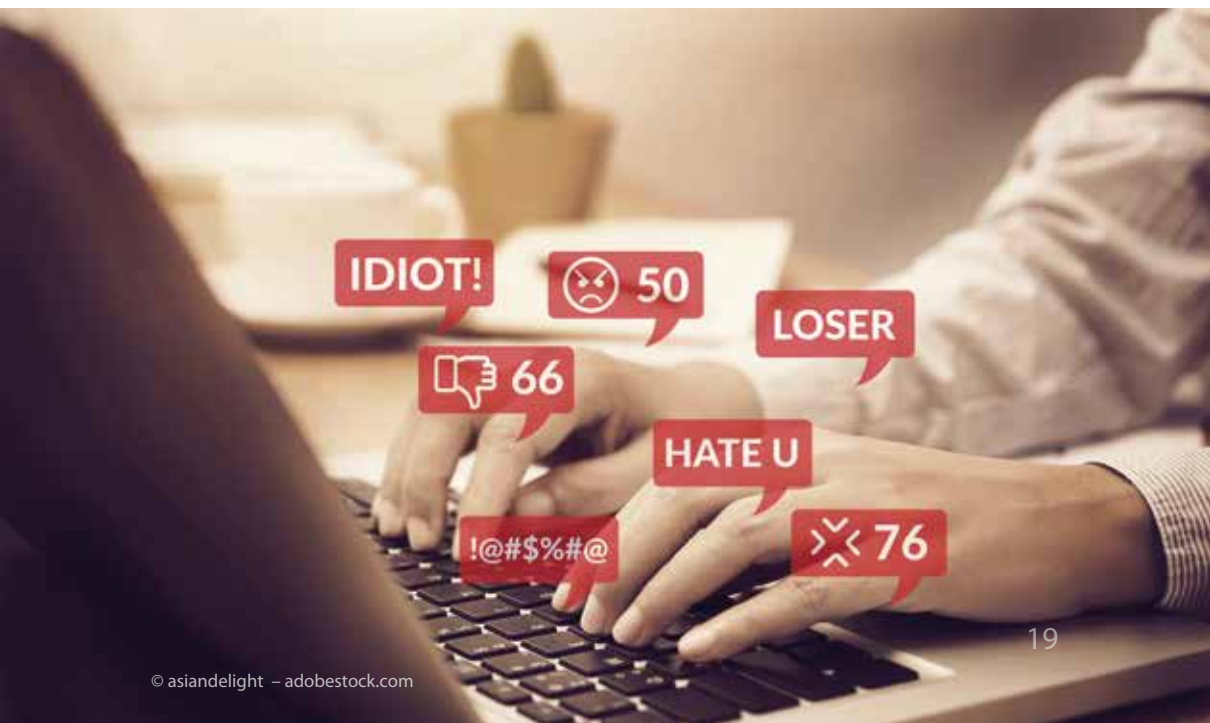 IDIOT!
50
LOSER
66
HATE U
!@#$%#@
76
19
© asiandelight – adobestock.com